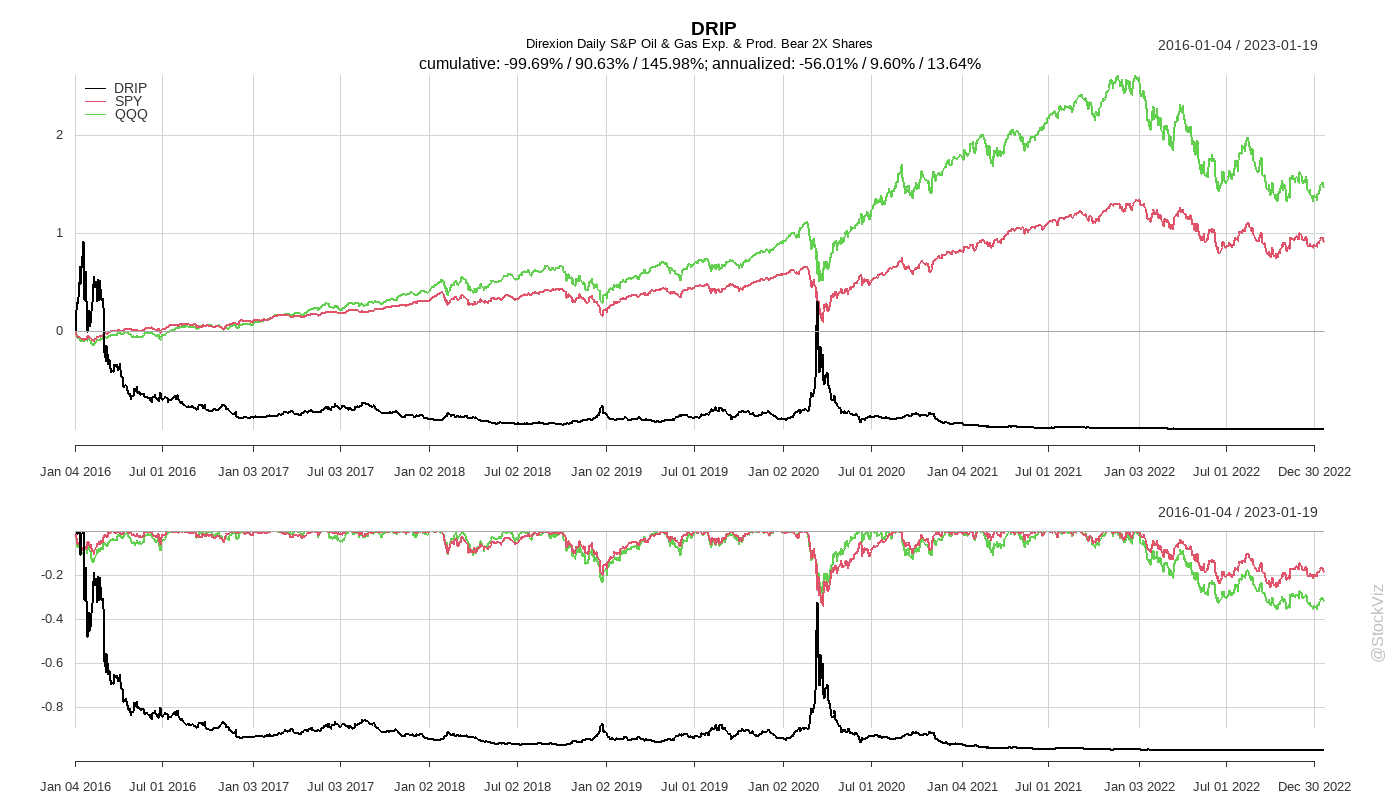 DRIP
Direxion Daily S&P Oil & Gas Exp. & Prod. Bear 2X Shares
2016-01-04 / 2023-01-19
cumulative: -99.69% / 90.63% / 145.98%; annualized: -56.01% / 9.60% / 13.64%
DRIP
SPY
QQQ
2
1
0
Jan 04 2016 Jul 01 2016 Jan 03 2017 Jul 03 2017 Jan 02 2018 Jul 02 2018 Jan 02 2019 Jul 01 2019 Jan 02 2020 Jul 01 2020 Jan 04 2021 Jul 01 2021 Jan 03 2022 Jul 01 2022 Dec 30 2022
2016-01-04 / 2023-01-19
-0.2
-0.4
-0.6
-0.8
Jan 04 2016 Jul 01 2016 Jan 03 2017 Jul 03 2017 Jan 02 2018 Jul 02 2018 Jan 02 2019 Jul 01 2019 Jan 02 2020 Jul 01 2020 Jan 04 2021 Jul 01 2021 Jan 03 2022 Jul 01 2022 Dec 30 2022
@StockViz